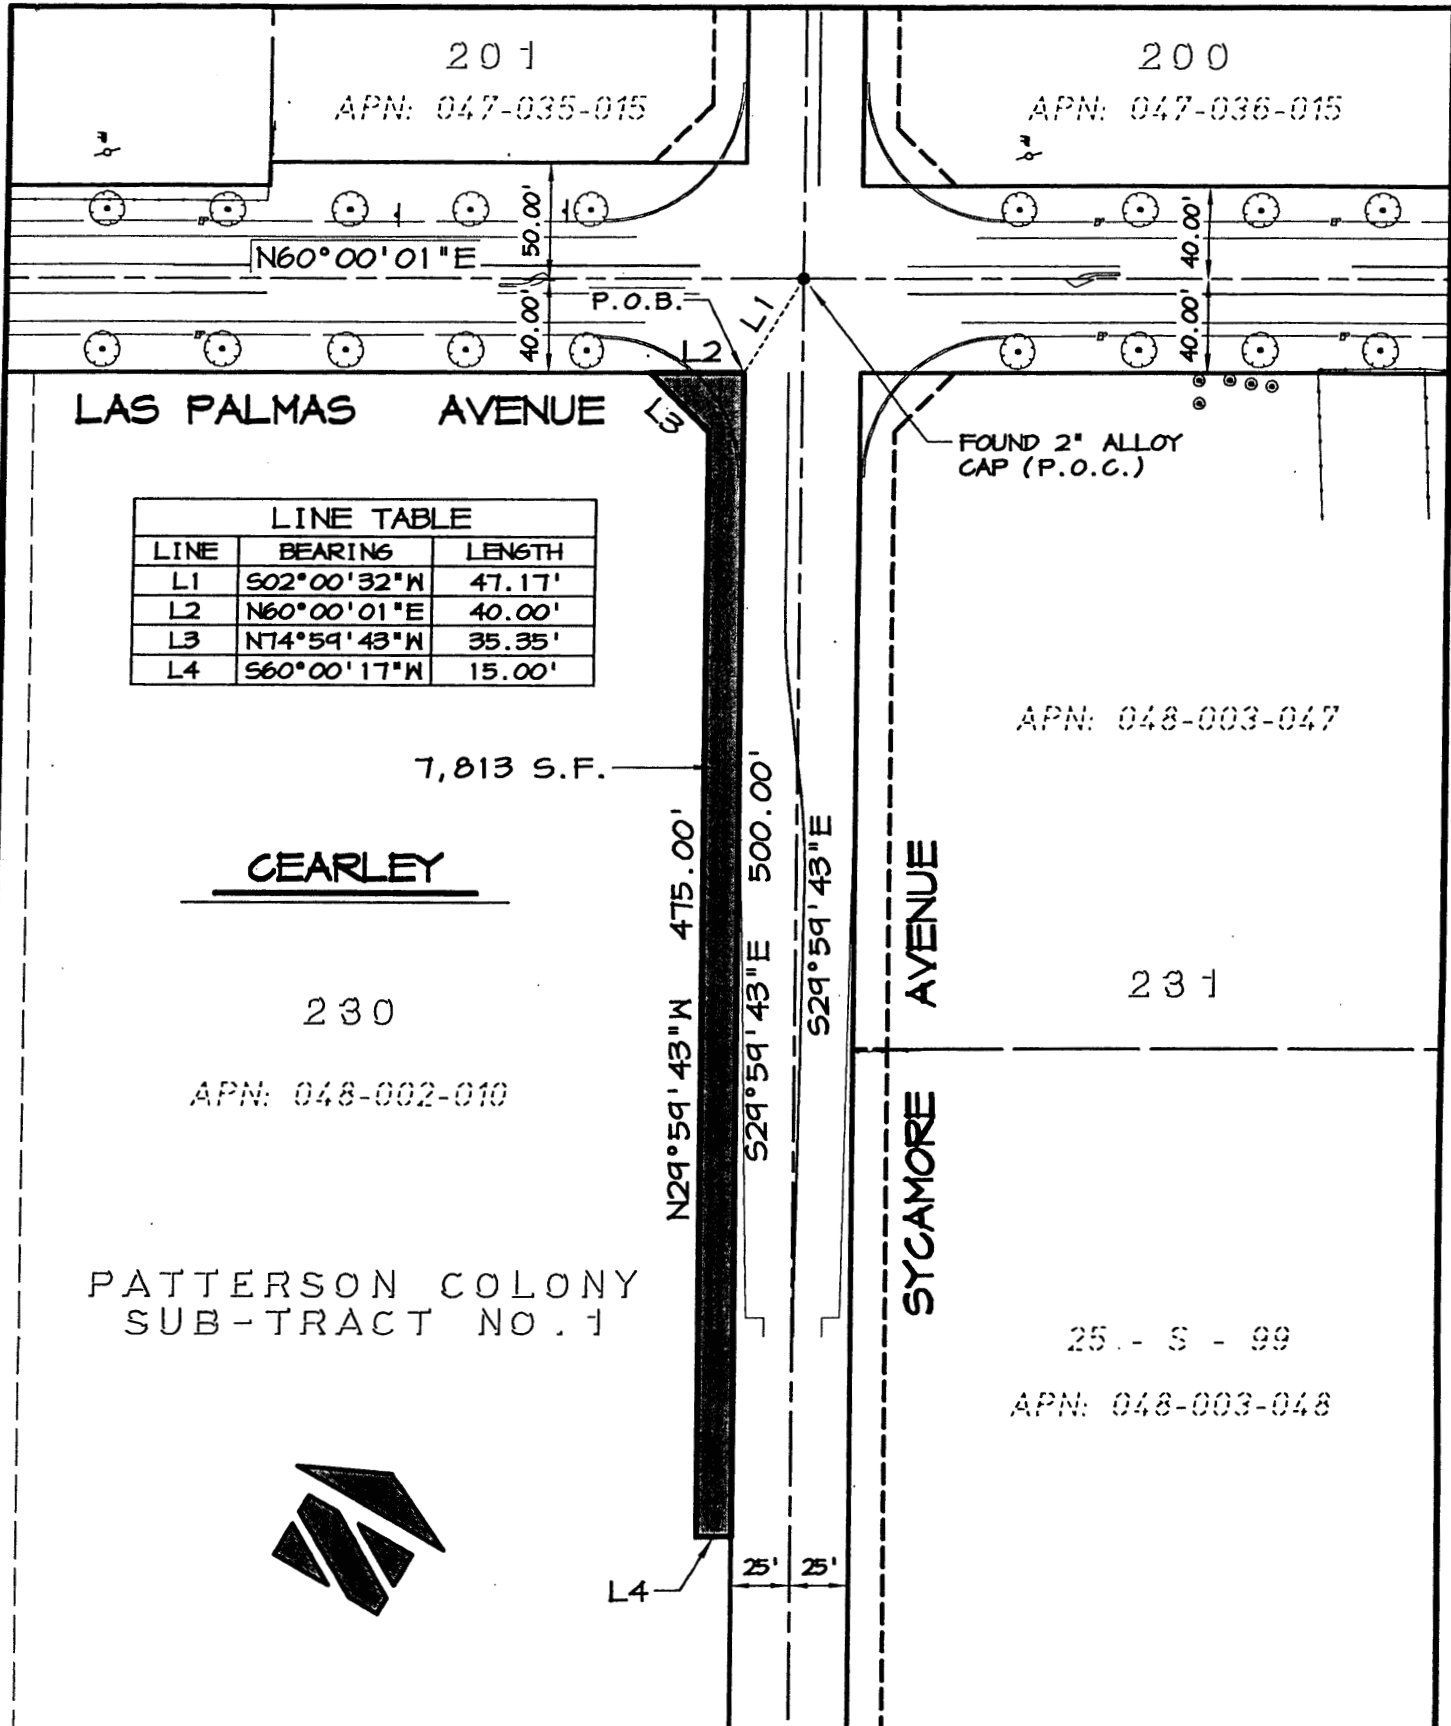 201
APN: 047-035-015
200
APN: 047-036-015
50.00'
40.00'
N60°00'01"E
P.O.B.
L1
40.00'
40.00'
L2
L3
LAS PALMAS AVENUE
FOUND 2" ALLOY
CAP (P.O.C.)
LINE TABLE
LINE BEARING LENGTH
L1 S02°00'32"W 47.17'
L2 N60°00'01"E 40.00'
L3 N74°59'43"W 35.35'
L4 S60°00'17"W 15.00'
APN: 048-003-047
7,813 S.F.
CEARLEY
N29°59'43"W 475.00'
S29°59'43"E 500.00'
S29°59'43"E
SYCAMORE AVENUE
231
230
APN: 048-002-010
PATTERSON COLONY
SUB-TRACT NO.1
25 - S - 99
APN: 048-003-048
25' 25'
L4